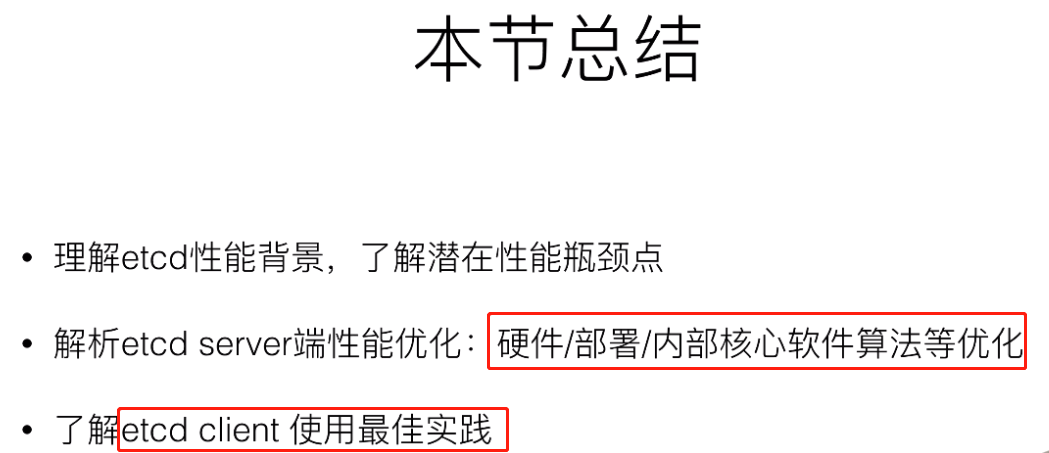 本节总结
• 理解etcd性能背景，了解潜在性能瓶颈点
• 解析etcd server端性能优化：硬件/部署/内部核心软件算法等优化
• 了解etcd client 使用最佳实践